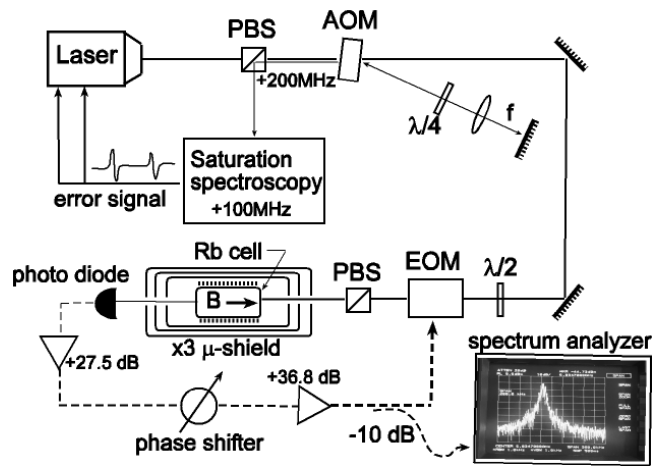 PBS
AOM
Laser
+200MHz
λ/4
f
Saturation
spectroscopy
+100MHz
error signal
Rb cell
photo diode
PBS
EOM
λ/2
B
x3 μ-shield
spectrum analyzer
+27.5 dB
+36.8 dB
phase shifter
-10 dB